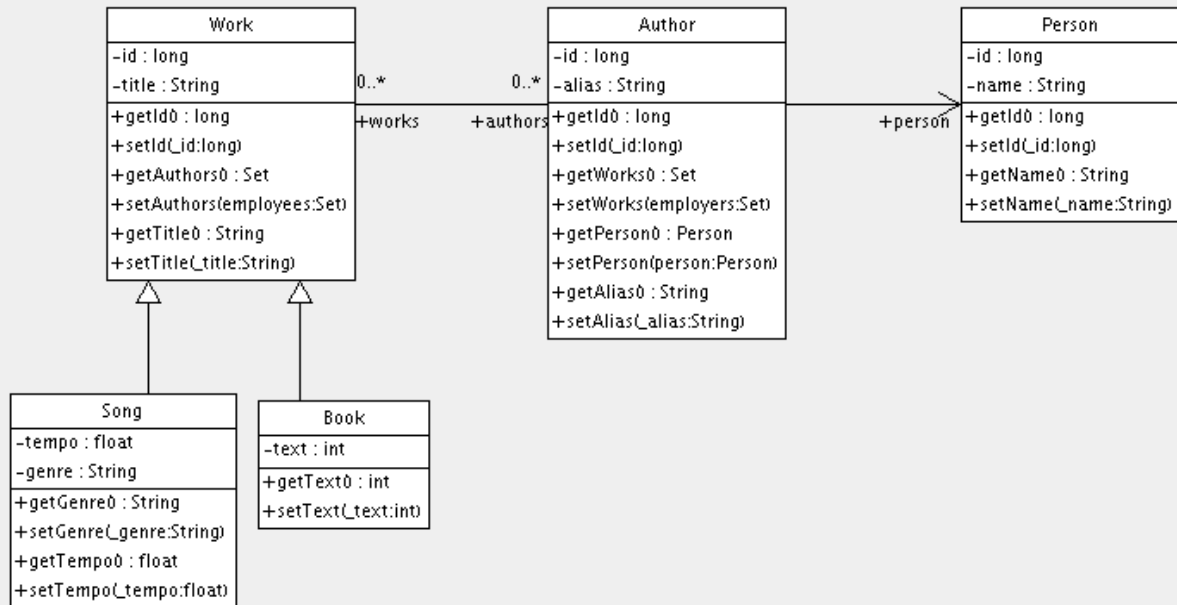 Work
-id : long
-title : String
+getId() : long
+setId(_id:long)
+getAuthors() : Set
+setAuthors(employees:Set)
+getTitle() : String
+setTitle(_title:String)
0..*
+works
0..*
+authors
Author
-id : long
-alias : String
+getId() : long
+setId(_id:long)
+getWorks() : Set
+setWorks(employers:Set)
+getPerson() : Person
+setPerson(person:Person)
+getAlias() : String
+setAlias(_alias:String)
+person
Person
-id : long
-name : String
+getId() : long
+setId(_id:long)
+getName() : String
+setName(_name:String)
Song
-tempo : float
-genre : String
+getGenre() : String
+setGenre(_genre:String)
+getTempo() : float
+setTempo(_tempo:float)
Book
-text : int
+getText() : int
+setText(_text:int)